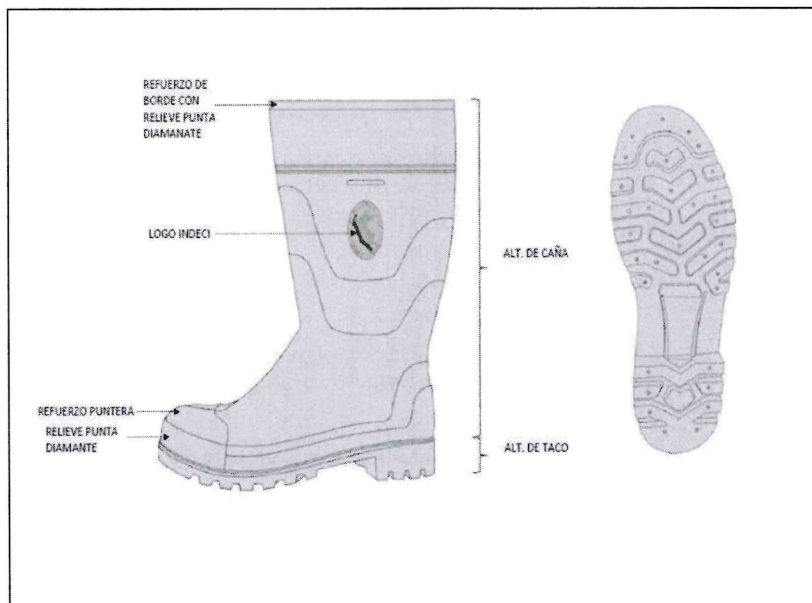 REFUERZO DE
BORDE CON
RELIEVE PUNTA
DIAMANATE
LOGO INDECI
ALT. DE CAÑA
REFUERZO PUNTERA
RELIEVE PUNTA
DIAMANTE
ALT. DE TACO